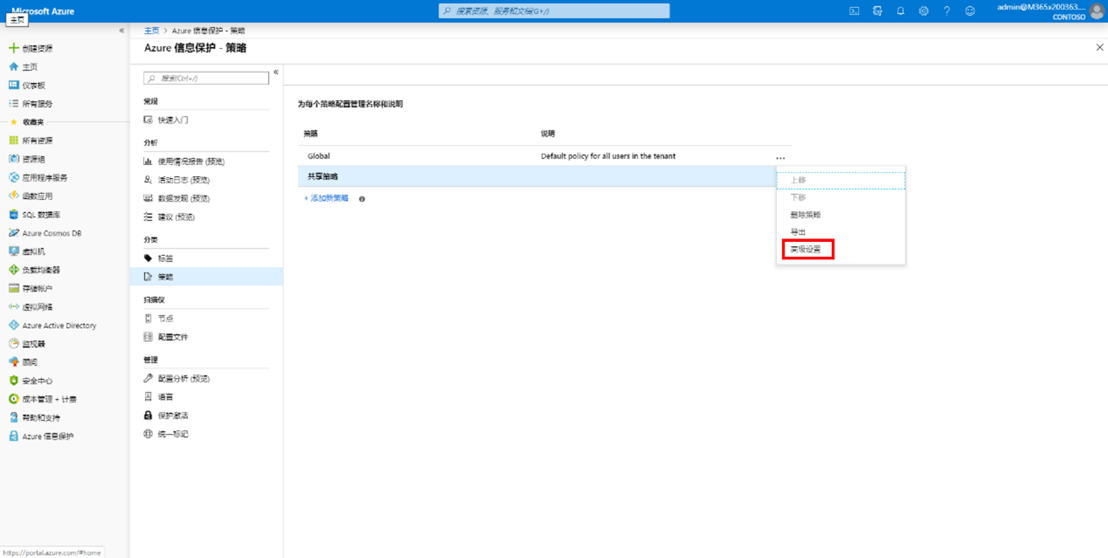 Microsoft Azure
搜索资源、服务和文档(G+/)
admin@M365x200363....
CONTOSO
主页
创建资源
主页
仪表板
所有服务
收藏夹
所有资源
资源组
应用程序服务
函数应用
SQL 数据库
Azure Cosmos DB
虚拟机
负载均衡器
存储帐户
虚拟网络
Azure Active Directory
监视器
顾问
安全中心
成本管理 + 计费
帮助和支持
Azure 信息保护
https://portal.azure.com/#home
主页 > Azure 信息保护 - 策略
Azure 信息保护 - 策略
搜索(Ctrl+/)
常规
快速入门
分析
使用情况报告 (预览)
活动日志 (预览)
数据发现 (预览)
建议 (预览)
分类
标签
策略
扫描仪
节点
配置文件
管理
配置分析 (预览)
语言
保护激活
统一标记
为每个策略配置管理名称和说明
策略 说明
Global Default policy for all users in the tenant ...
共享策略
+ 添加新策略
上移
下移
删除策略
导出
高级设置